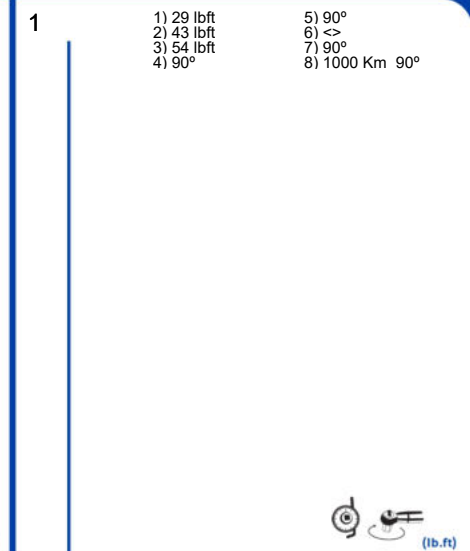 1
1) 29 lbft
2) 43 lbft
3) 54 lbft
4) 90º
5) 90º
6) <>
7) 90º
8) 1000 Km 90º
(lb.ft)